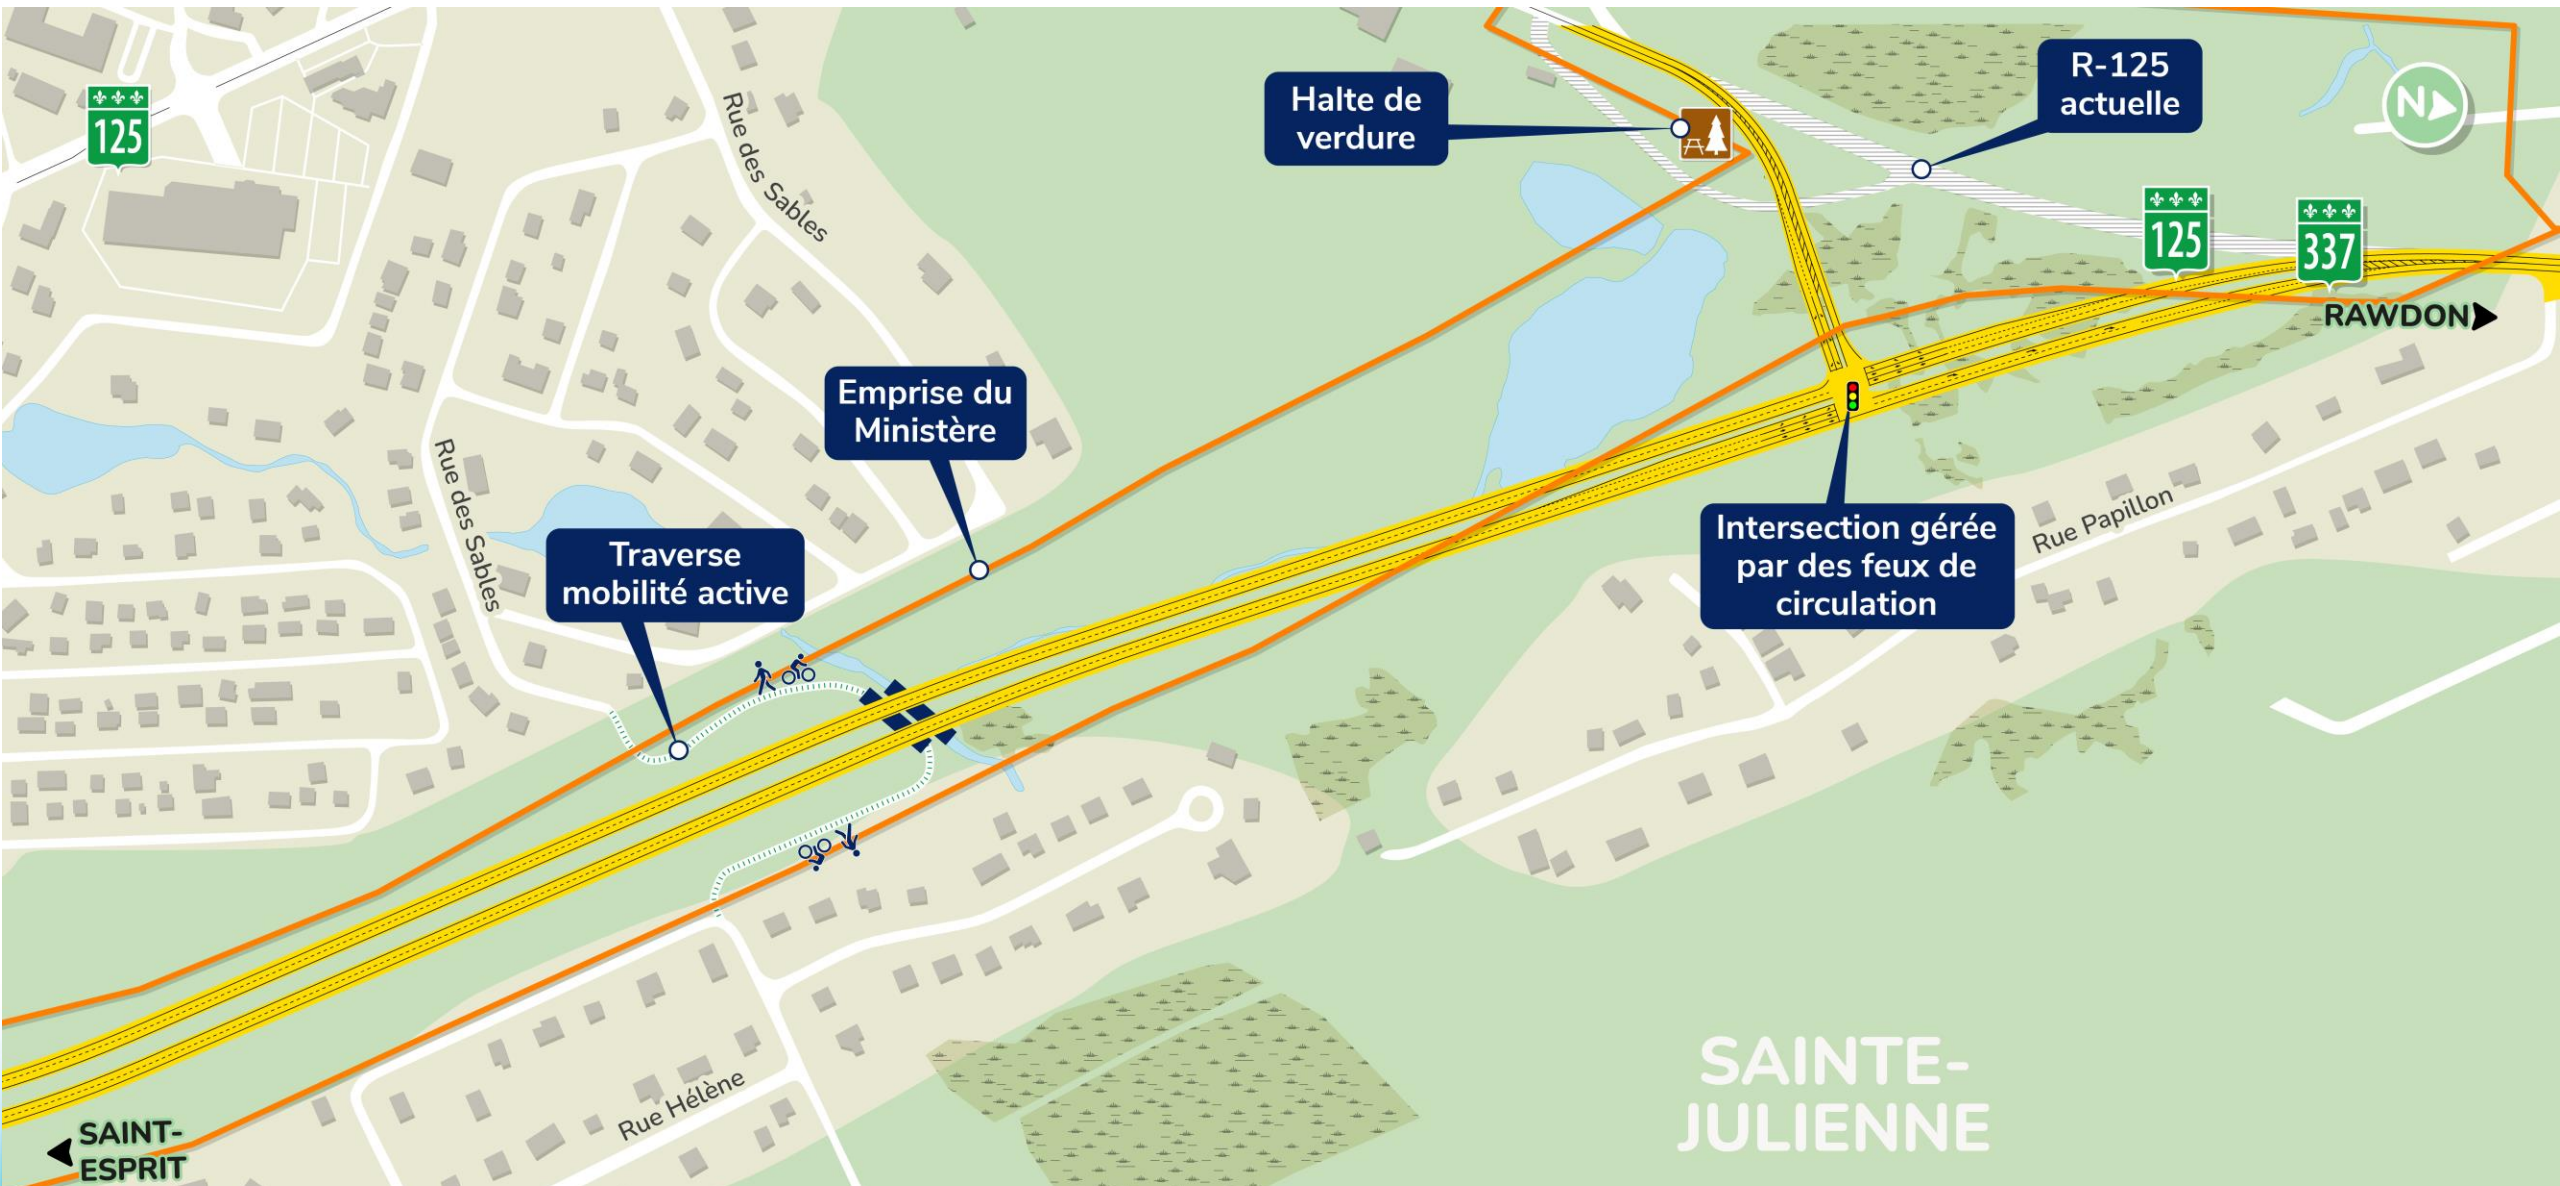 125
Rue des Sables
Halte de
verdure
R-125
actuelle
N
125
337
RAWDON
Emprise du
Ministère
Rue des Sables
Traverse
mobilité active
Intersection gérée
par des feux de
circulation
Rue Papillon
Rue Hélène
SAINTE-
JULIENNE
SAINT-
ESPRIT